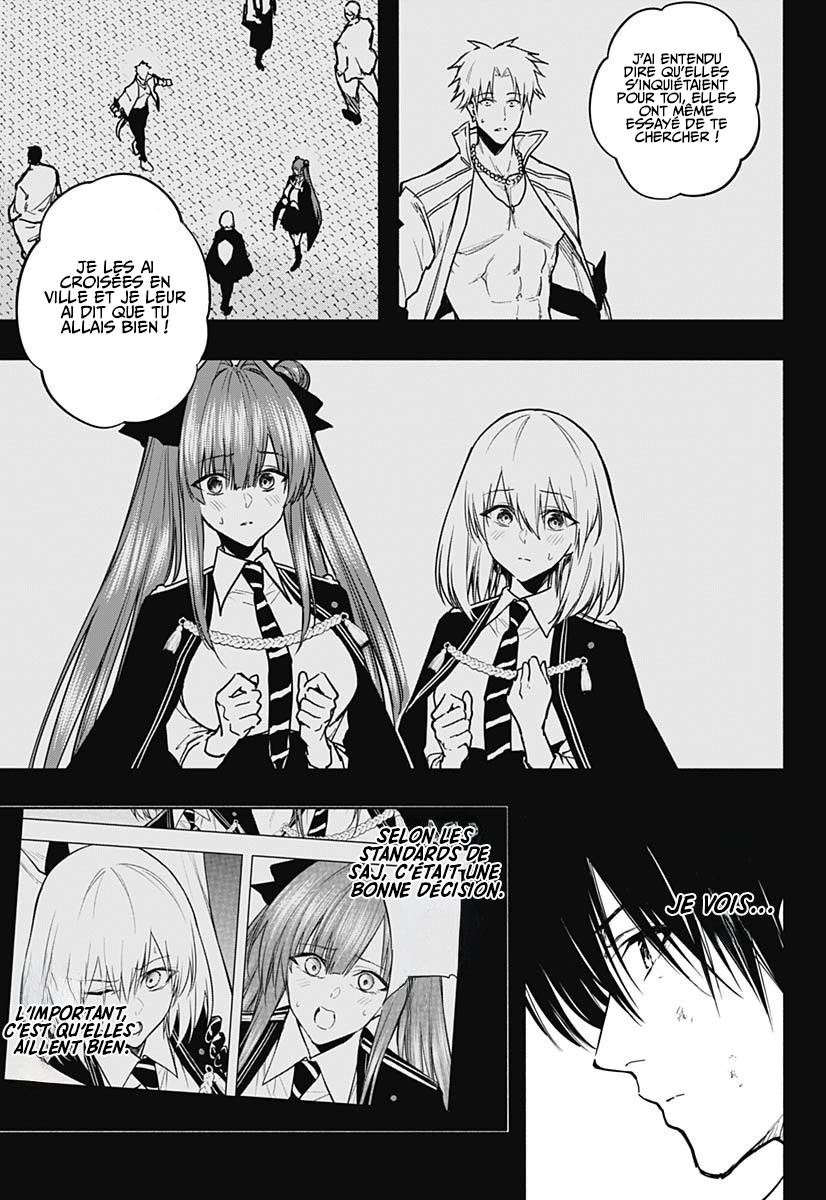 J'AI ENTENDU
DIRE QU'ELLES
S'INQUIÉTAIENT
POUR TOI, ELLES
ONT MÊME
ESSAYÉ DE TE
CHERCHER !
JE LES AI
CROISÉES EN
VILLE ET JE LEUR
AI DIT QUE TU
ALLAIS BIEN !
JE VOIS...
SELON LES
STANDARDS DE
SAJ, C'ÉTAIT UNE
BONNE DÉCISION.
L'IMPORTANT,
C'EST QU'ELLES
AILLENT BIEN.